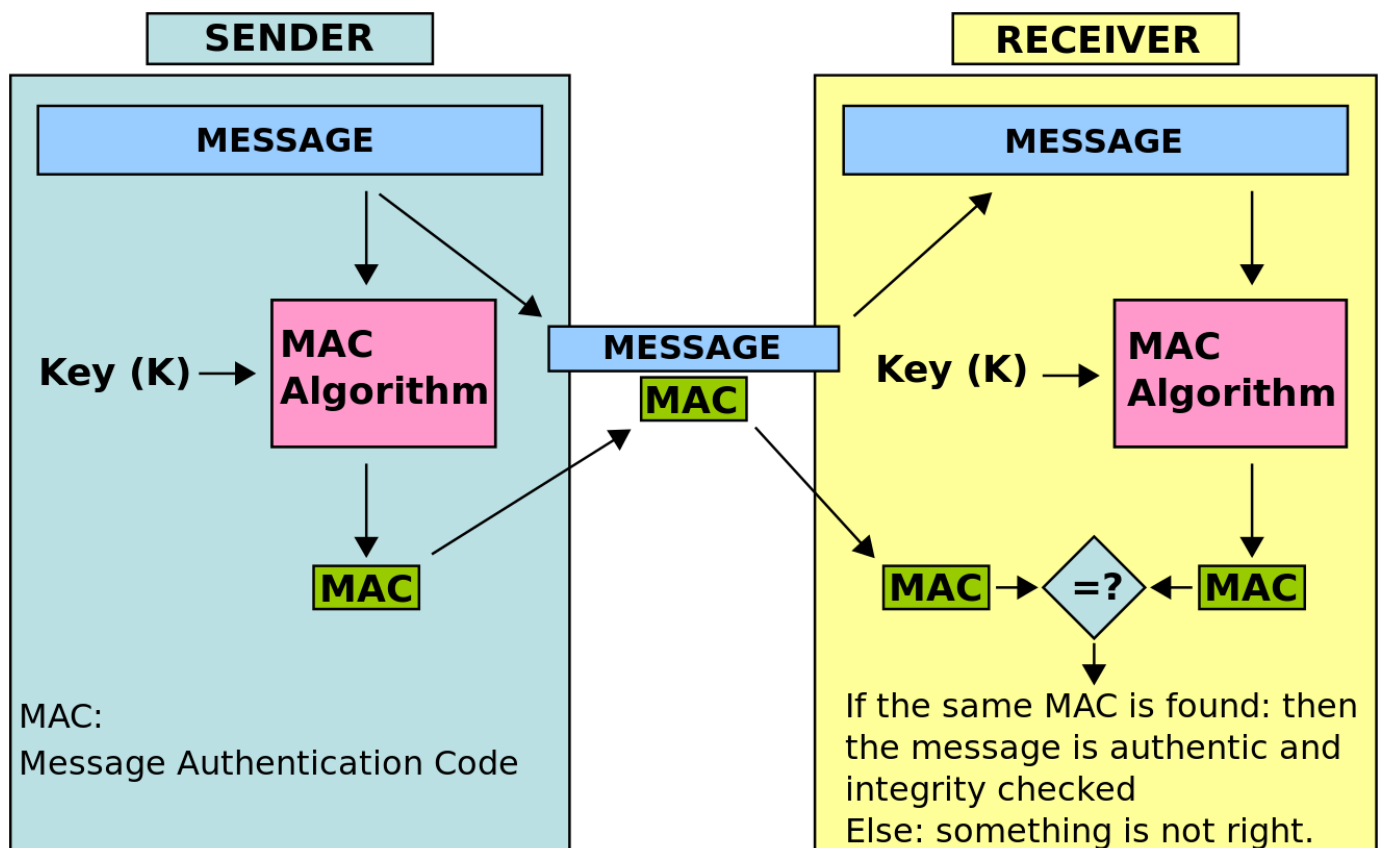 SENDER
MESSAGE
Key (K)
MAC
Algorithm
MAC
MAC:
Message Authentication Code
MESSAGE
MAC
RECEIVER
MESSAGE
Key (K)
MAC
Algorithm
MAC
=?
MAC
If the same MAC is found: then
the message is authentic and
integrity checked
Else: something is not right.